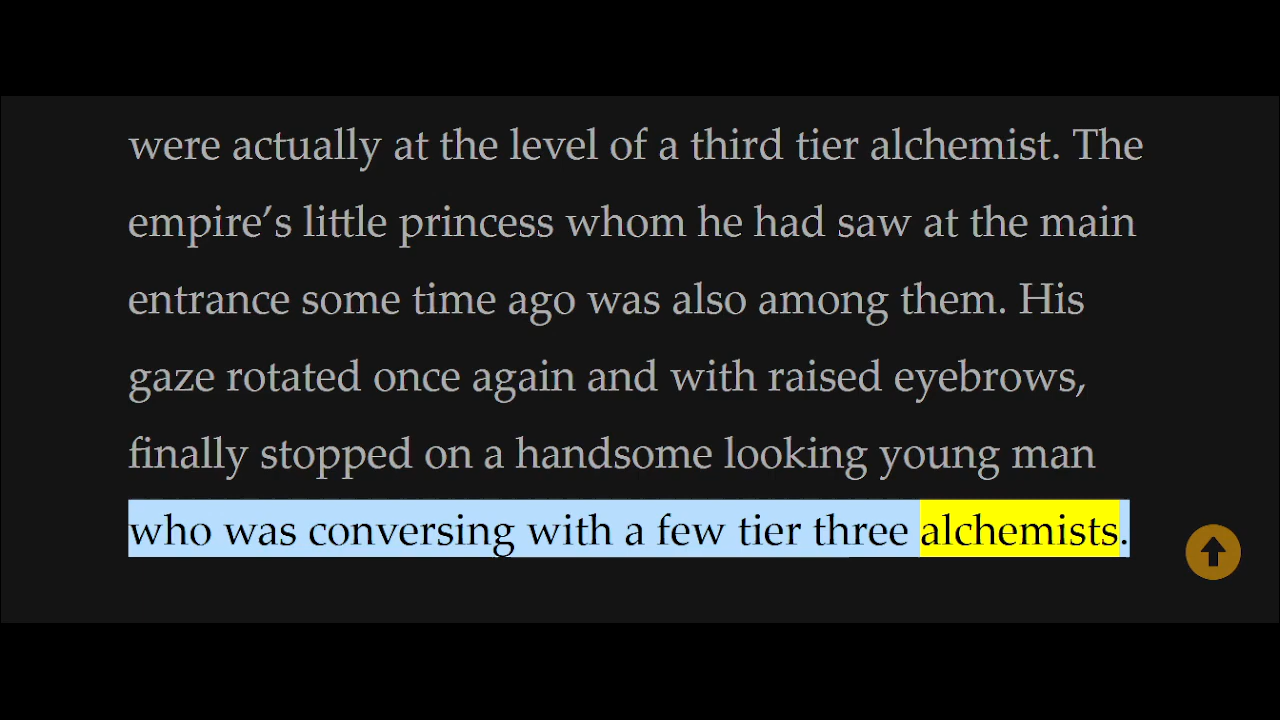 were actually at the level of a third tier alchemist. The
empire’s little princess whom he had saw at the main
entrance some time ago was also among them. His
gaze rotated once again and with raised eyebrows,
finally stopped on a handsome looking young man
who was conversing with a few tier three alchemists.